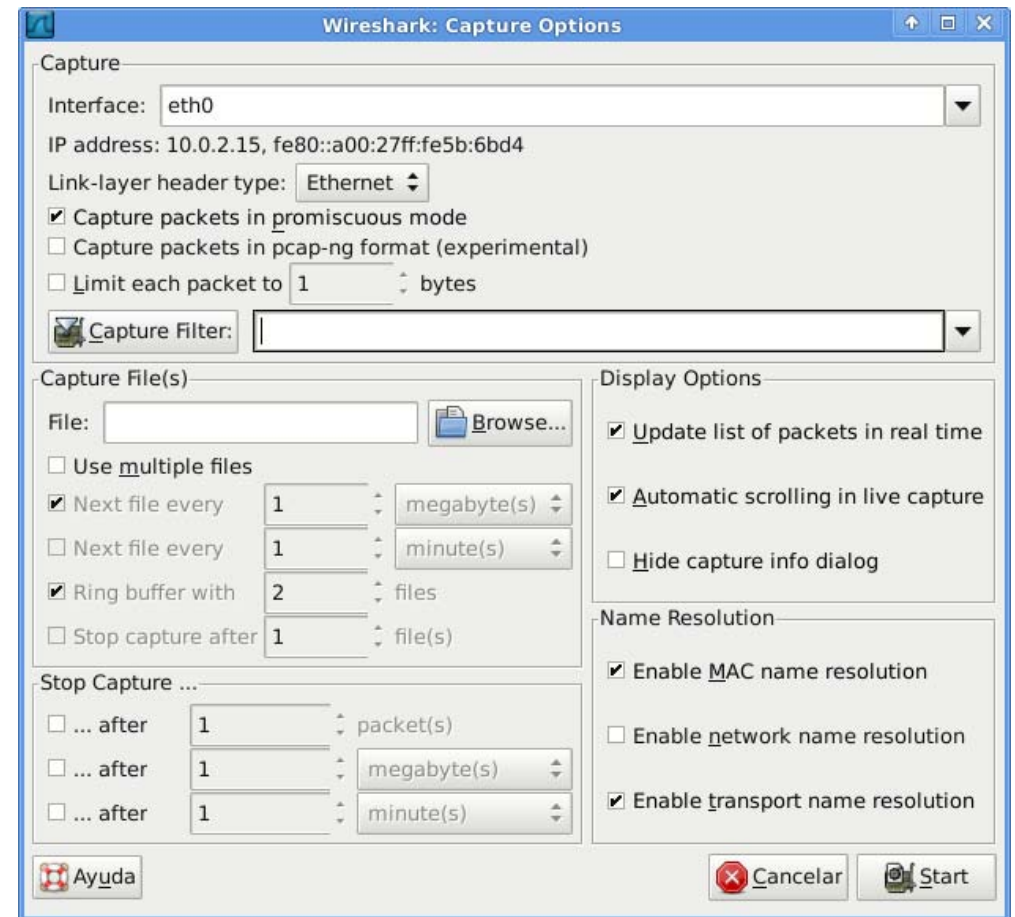 Wireshark: Capture Options
Capture
Interface: eth0
IP address: 10.0.2.15, fe80::a00:27ff:fe5b:6bd4
Link-layer header type: Ethernet
Capture packets in promiscuous mode
Capture packets in pcap-ng format (experimental)
Limit each packet to 1 bytes
Capture Filter:
Capture File(s)
File: Browse...
Use multiple files
Next file every 1 megabyte(s)
Next file every 1 minute(s)
Ring buffer with 2 files
Stop capture after 1 file(s)
Stop Capture ...
... after 1 packet(s)
... after 1 megabyte(s)
... after 1 minute(s)
Display Options
Update list of packets in real time
Automatic scrolling in live capture
Hide capture info dialog
Name Resolution
Enable MAC name resolution
Enable network name resolution
Enable transport name resolution
Ayuda Cancelar Start